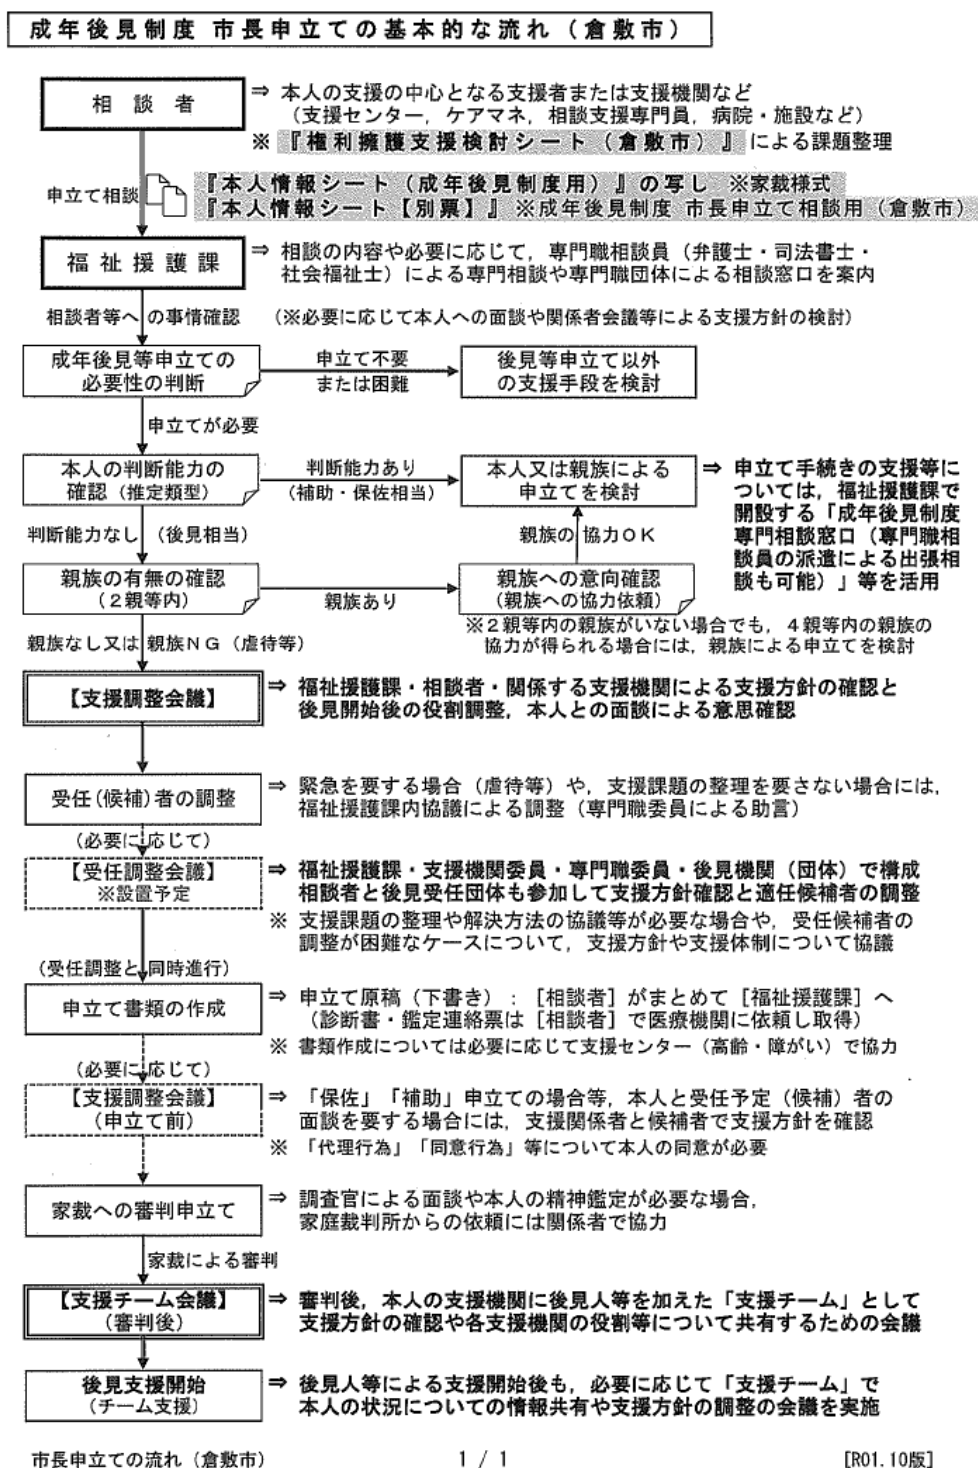 成年後見制度 市長申立ての基本的な流れ（倉敷市）
相談者
⇒ 本人の支援の中心となる支援者または支援機関など
（支援センター，ケアマネ，相談支援専門員，病院・施設など）
※『権利擁護支援検討シート（倉敷市）』による課題整理
申立て相談
『本人情報シート（成年後見制度用）』の写し ※家裁様式
『本人情報シート【別票】』※成年後見制度 市長申立て相談用（倉敷市）
福祉援護課
⇒ 相談の内容や必要に応じて，専門職相談員（弁護士・司法書士・
社会福祉士）による専門相談や専門職団体による相談窓口を案内
相談者等への事情確認 （※必要に応じて本人への面談や関係者会議等による支援方針の検討）
成年後見等申立ての
必要性の判断
申立て不要
または困難
後見等申立て以外
の支援手段を検討
申立てが必要
本人の判断能力の
確認（推定類型）
判断能力あり
（補助・保佐相当）
本人又は親族による
申立てを検討
⇒ 申立て手続きの支援等に
ついては，福祉援護課で
開設する「成年後見制度
専門相談窓口（専門職相
談員の派遣による出張相
談も可能）」等を活用
判断能力なし （後見相当）
親族の協力ＯＫ
親族の有無の確認
（２親等内）
親族あり
親族への意向確認
（親族への協力依頼）
※２親等内の親族がいない場合でも，４親等内の親族の
協力が得られる場合には，親族による申立てを検討
親族なし又は親族ＮＧ（虐待等）
【支援調整会議】
⇒ 福祉援護課・相談者・関係する支援機関による支援方針の確認と
後見開始後の役割調整，本人との面談による意思確認
受任(候補)者の調整
⇒ 緊急を要する場合（虐待等）や，支援課題の整理を要さない場合には，
福祉援護課内協議による調整（専門職委員による助言）
（必要に応じて）
【受任調整会議】
※設置予定
⇒ 福祉援護課・支援機関委員・専門職委員・後見機関（団体）で構成
相談者と後見受任団体も参加して支援方針確認と適任候補者の調整
※ 支援課題の整理や解決方法の協議等が必要な場合や，受任候補者の
調整が困難なケースについて，支援方針や支援体制について協議
（受任調整と同時進行）
申立て書類の作成
⇒ 申立て原稿（下書き）：［相談者］がまとめて［福祉援護課］へ
（診断書・鑑定連絡票は［相談者］で医療機関に依頼し取得）
※ 書類作成については必要に応じて支援センター（高齢・障がい）で協力
（必要に応じて）
【支援調整会議】
（申立て前）
⇒ 「保佐」「補助」申立ての場合等，本人と受任予定（候補）者の
面談を要する場合には，支援関係者と候補者で支援方針を確認
※ 「代理行為」「同意行為」等について本人の同意が必要
家裁への審判申立て
⇒ 調査官による面談や本人の精神鑑定が必要な場合，
家庭裁判所からの依頼には関係者で協力
家裁による審判
【支援チーム会議】
（審判後）
⇒ 審判後，本人の支援機関に後見人等を加えた「支援チーム」として
支援方針の確認や各支援機関の役割等について共有するための会議
後見支援開始
（チーム支援）
⇒ 後見人等による支援開始後も，必要に応じて「支援チーム」で
本人の状況についての情報共有や支援方針の調整の会議を実施
市長申立ての流れ（倉敷市）
1 / 1
[R01.10版]